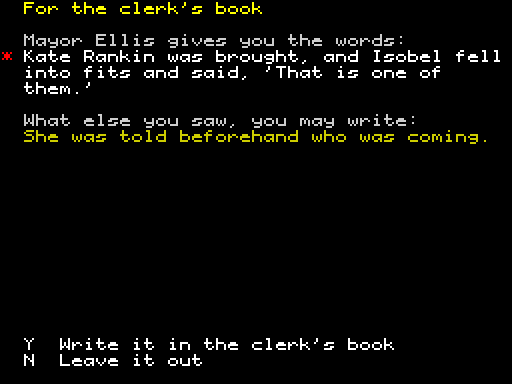 For the clerk's book
Mayor Ellis gives you the words:
* Kate Rankin was brought, and Isobel fell
into fits and said, 'That is one of
them.'
What else you saw, you may write:
She was told beforehand who was coming.
Y Write it in the clerk's book
N Leave it out